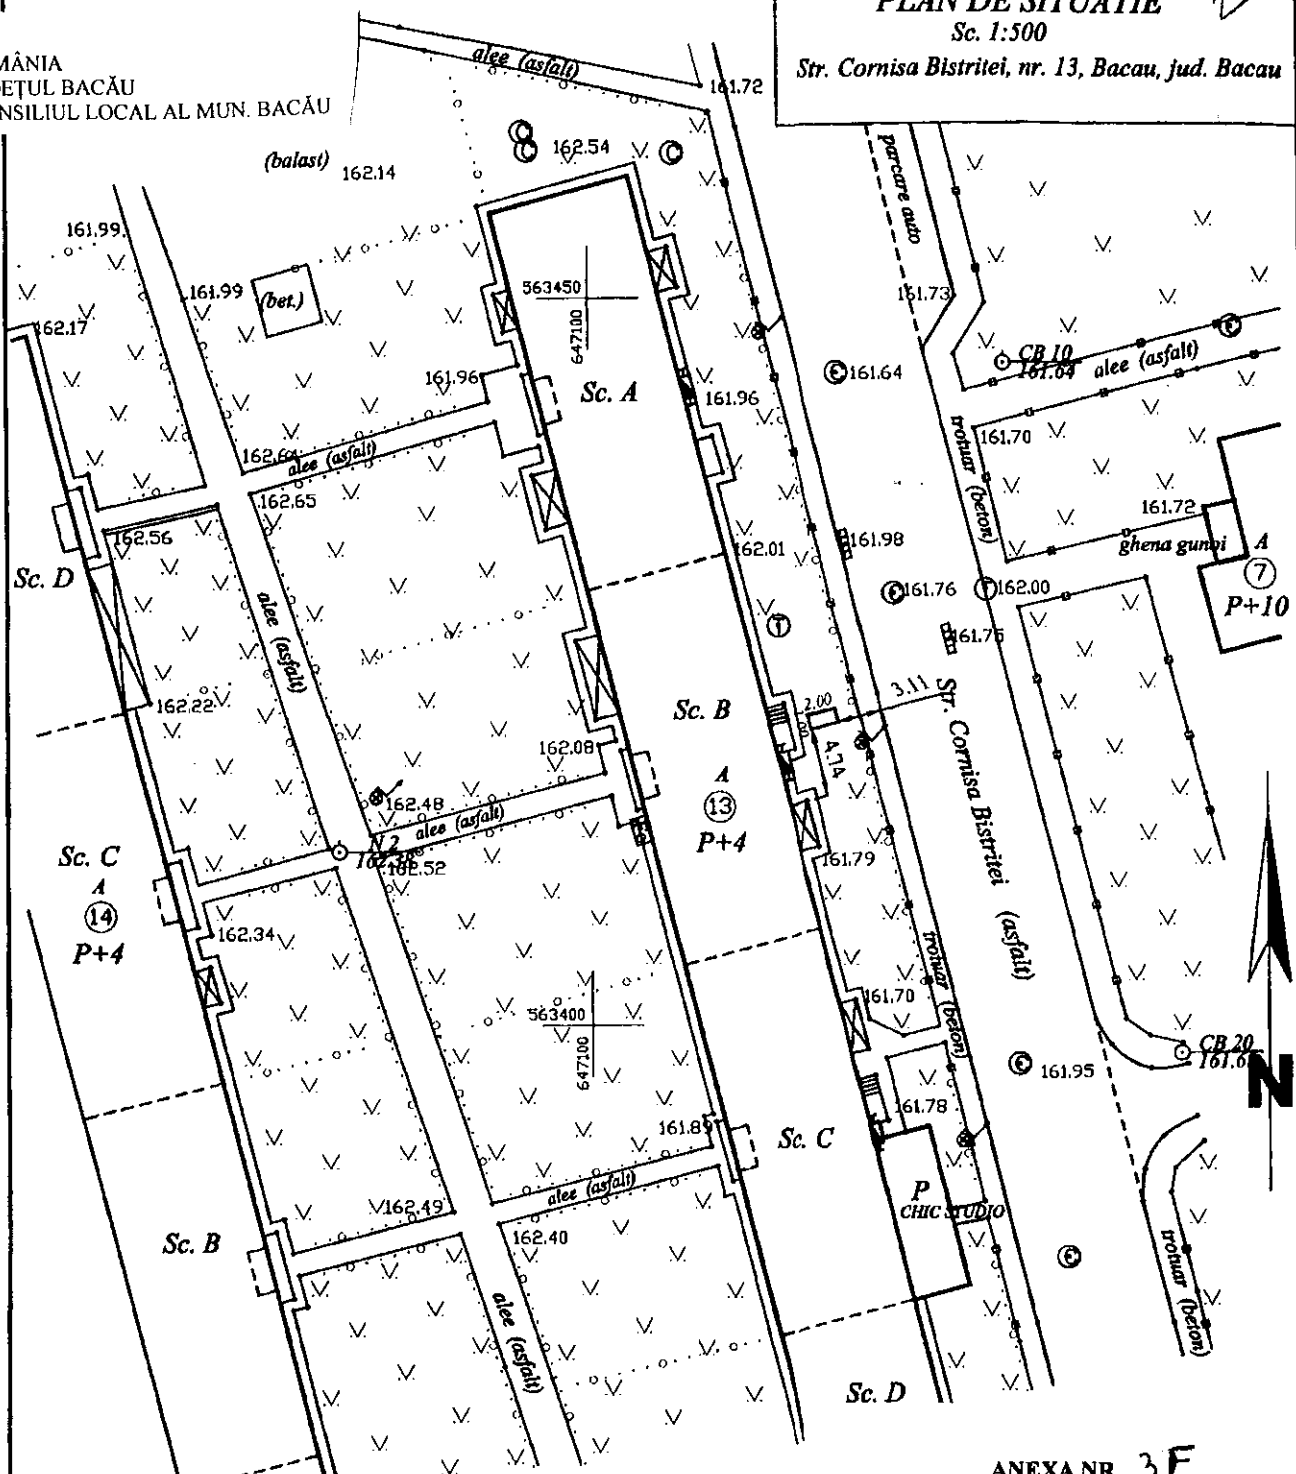 PLAN DE SITUATIE
Sc. 1:500
Str. Cornisa Bistritei, nr. 13, Bacau, jud. Bacau
MÂNIA
DEȚUL BACĂU
NSILIUL LOCAL AL MUN. BACĂU
alee (asfalt)
161.72
(balast) 162.14
162.54
parcare auto
161.99
161.99
(bet.)
563450
647100
161.73
162.17
CB 10
161.64
alee (asfalt)
161.64
161.96
Sc. A
161.96
trotuar (beton)
161.70
alee (asfalt)
162.65
161.72
162.56
162.01
161.98
ghena gunoi
A
7
P+10
Sc. D
161.76
162.00
alee (asfalt)
161.75
162.22
Sc. B
2.00
3.11
4.74
Str. Cornisa Bistritei (asfalt)
162.08
A
13
P+4
162.48
alee (asfalt)
N 2
162.52
161.79
Sc. C
A
14
P+4
162.34
trotuar (beton)
161.70
563400
647100
CB 20
161.95
N
161.78
161.89
Sc. C
alee (asfalt)
P
CHIC STUDIO
162.49
162.40
Sc. B
trotuar (beton)
alee (asfalt)
Sc. D
ANEXA NR. 3F